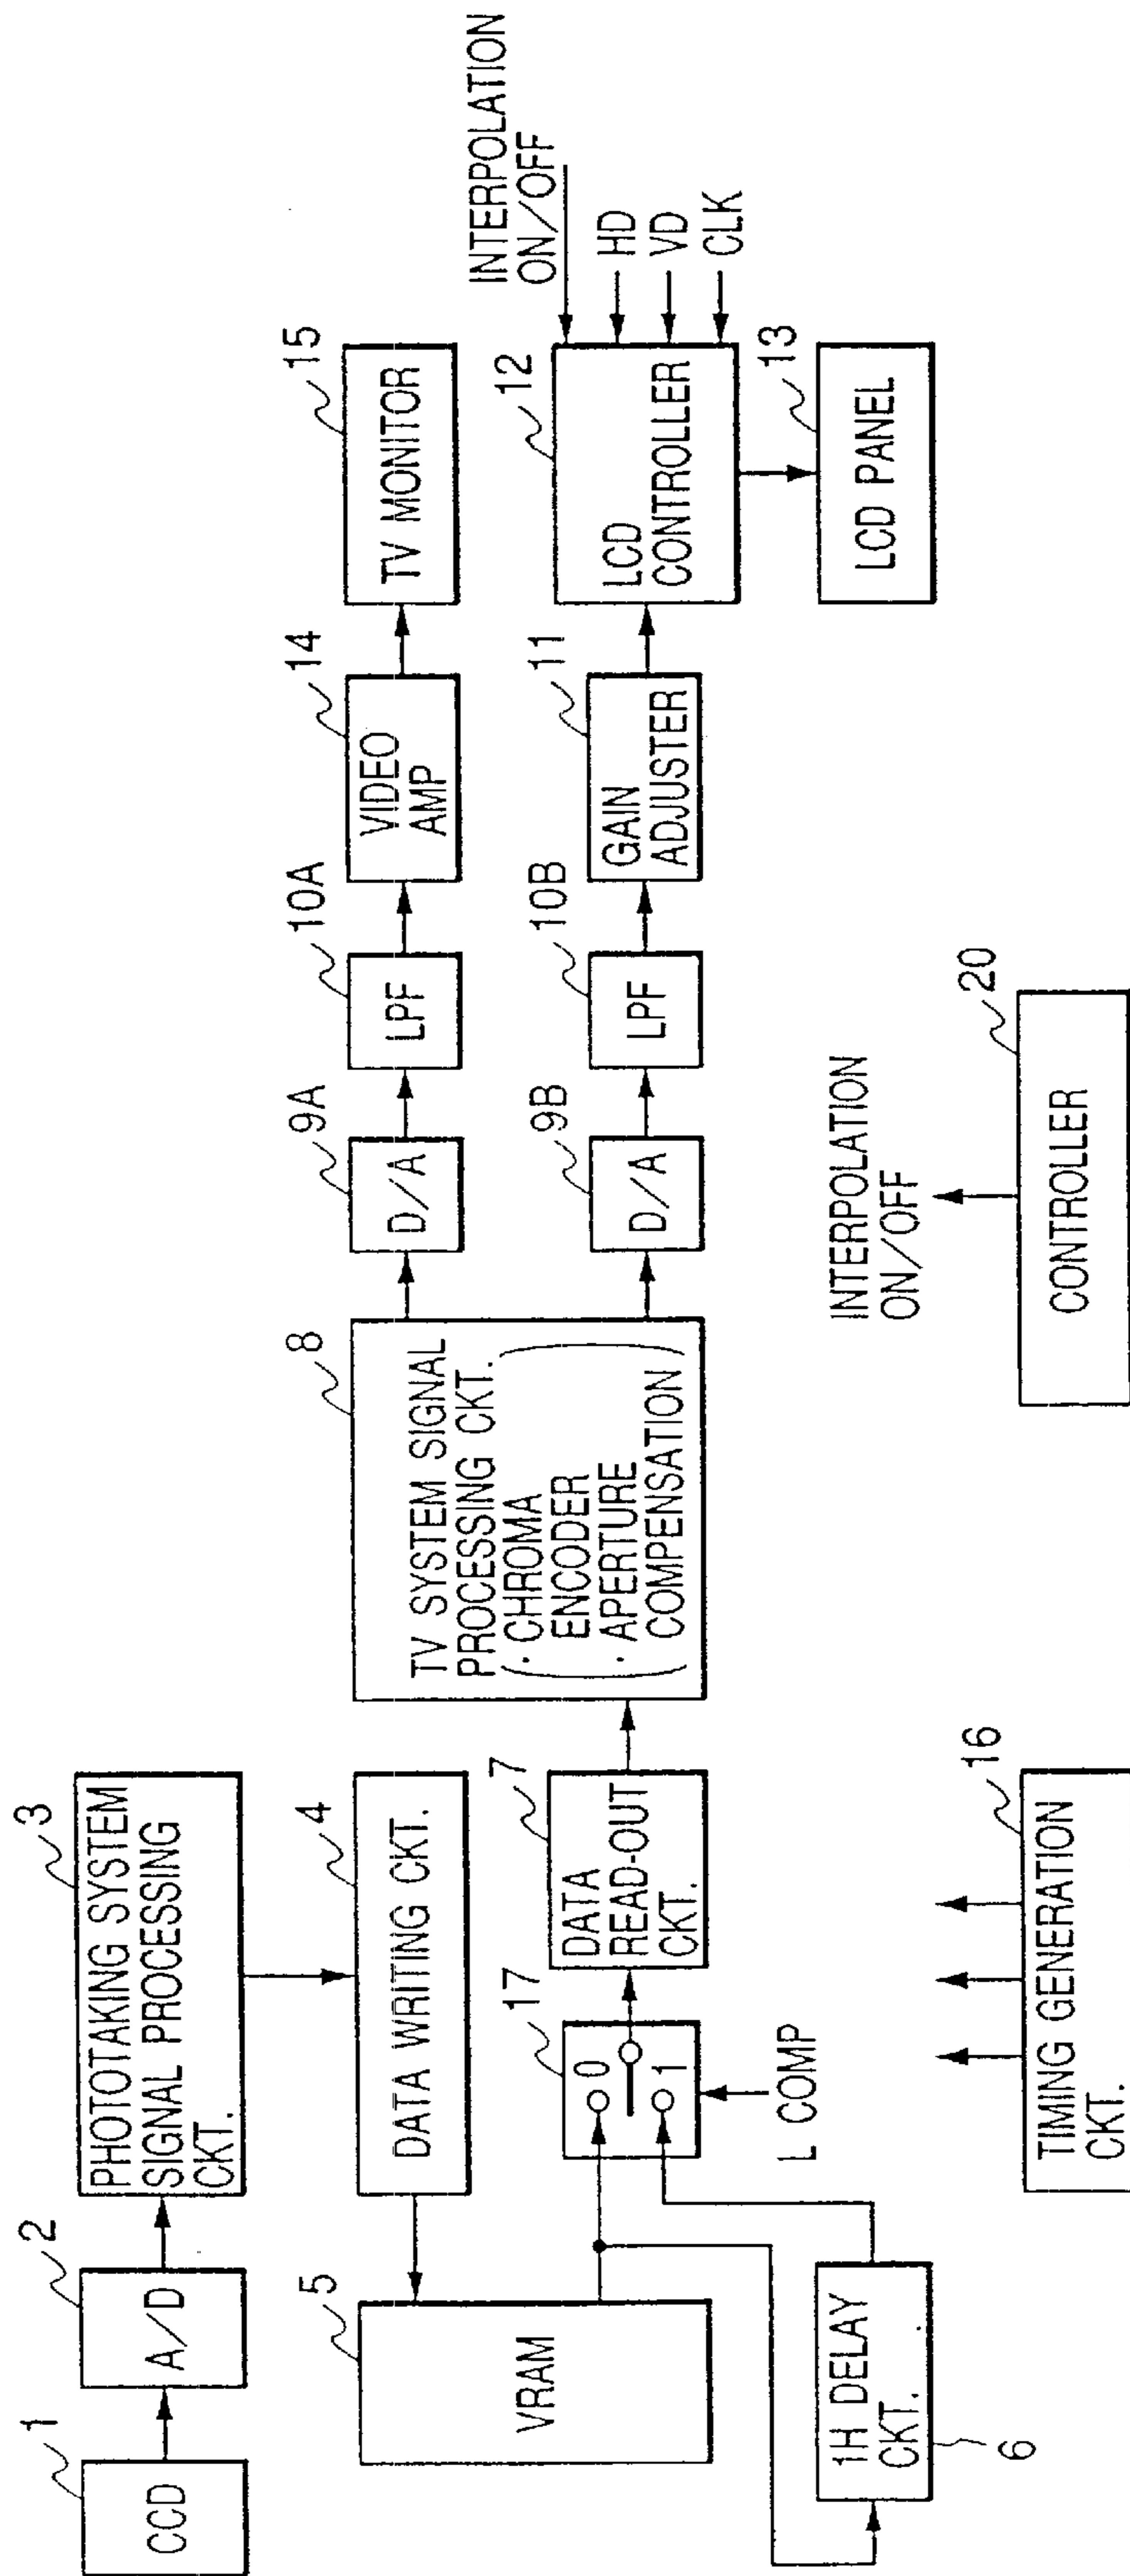 1
CCD
2
A/D
3
PHOTOTAKING SYSTEM
SIGNAL PROCESSING
CKT.
4
DATA WRITING CKT.
5
VRAM
6
1H DELAY
CKT.
17
0
1
L COMP
7
DATA
READ-OUT
CKT.
8
TV SYSTEM SIGNAL
PROCESSING CKT.
(· CHROMA
ENCODER
· APERTURE
COMPENSATION)
9A
D/A
10A
LPF
14
VIDEO
AMP
15
TV MONITOR
9B
D/A
10B
LPF
11
GAIN
ADJUSTER
12
LCD
CONTROLLER
INTERPOLATION
ON/OFF
HD
VD
CLK
13
LCD PANEL
16
TIMING GENERATION
CKT.
INTERPOLATION
ON/OFF
20
CONTROLLER